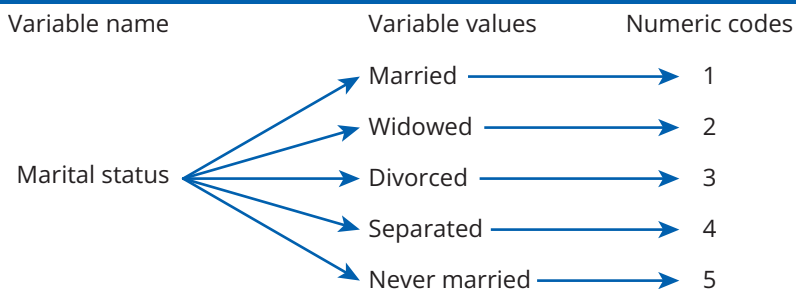 Variable name Variable values Numeric codes
Married 1
Widowed 2
Marital status Divorced 3
Separated 4
Never married 5